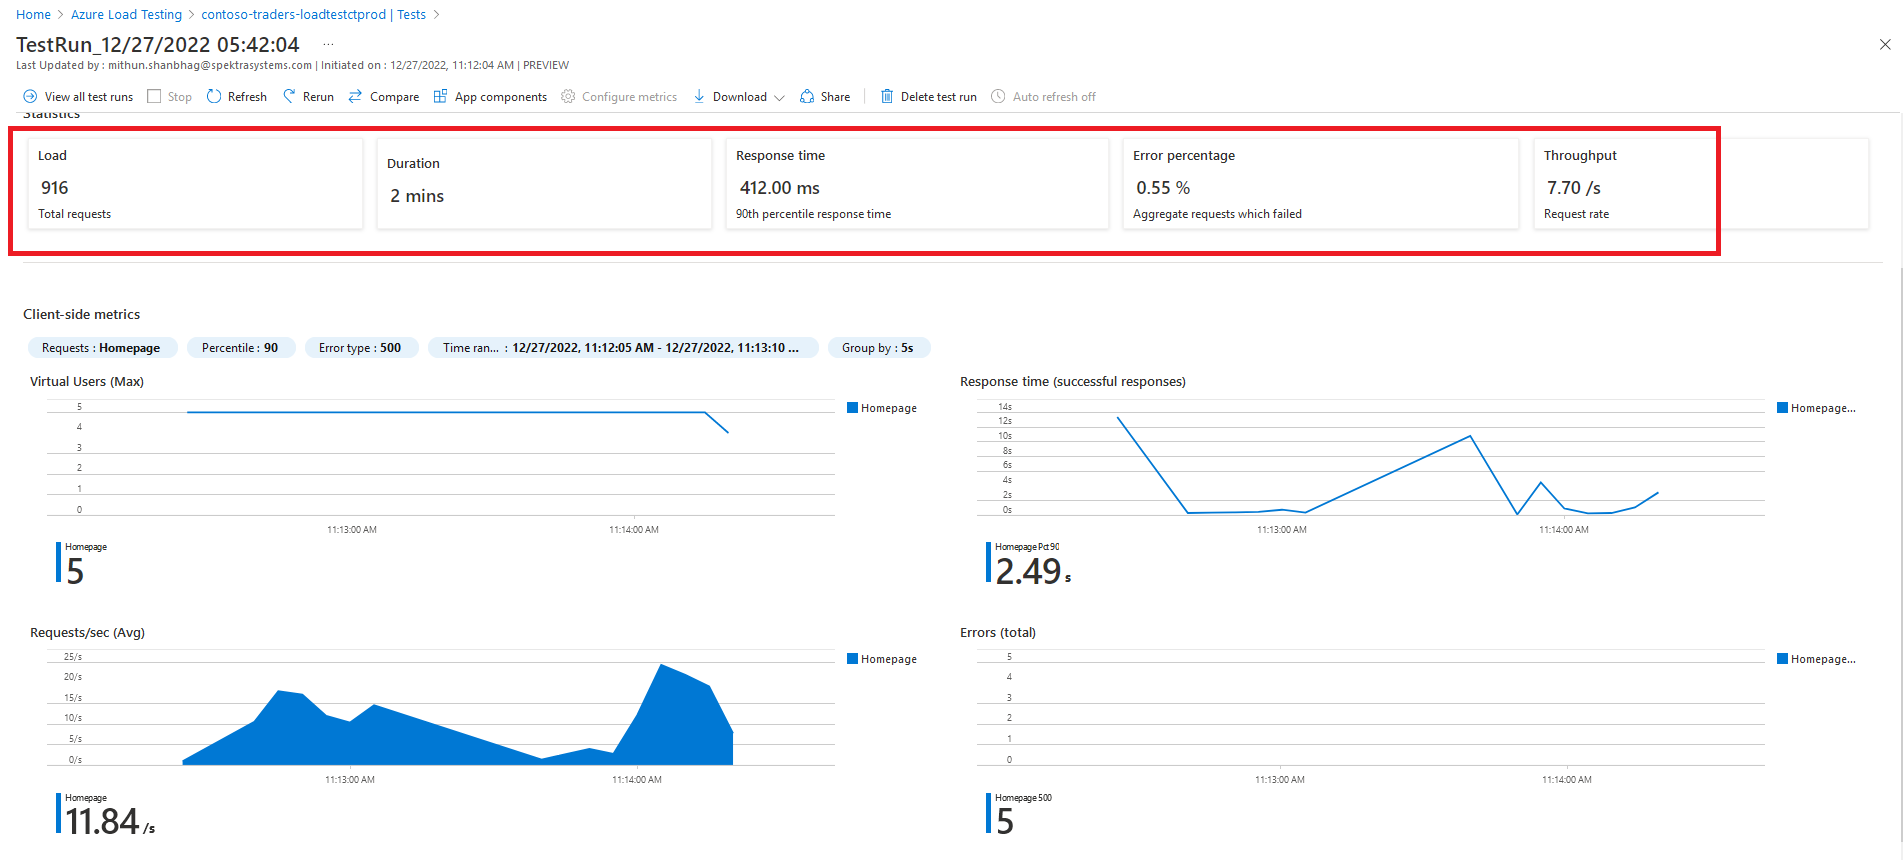 Home > Azure Load Testing > contoso-traders-loadtestctprod | Tests >
TestRun_12/27/2022 05:42:04 ...
Last Updated by : mithun.shanbhag@spektrasystems.com | Initiated on : 12/27/2022, 11:12:04 AM | PREVIEW
View all test runs Stop Refresh Rerun Compare App components Configure metrics Download Share Delete test run Auto refresh off
Statistics
Load
916
Total requests
Duration
2 mins
Response time
412.00 ms
90th percentile response time
Error percentage
0.55 %
Aggregate requests which failed
Throughput
7.70 /s
Request rate
Client-side metrics
Requests : Homepage Percentile : 90 Error type : 500 Time ran... : 12/27/2022, 11:12:05 AM - 12/27/2022, 11:13:10 ... Group by : 5s
Virtual Users (Max)
5
4
3
2
1
0
11:13:00 AM 11:14:00 AM
Homepage
Homepage
5
Response time (successful responses)
14s
12s
10s
8s
6s
4s
2s
0s
11:13:00 AM 11:14:00 AM
Homepage...
Homepage Pct 90
2.49 s
Requests/sec (Avg)
25/s
20/s
15/s
10/s
5/s
0/s
11:13:00 AM 11:14:00 AM
Homepage
Homepage
11.84 /s
Errors (total)
5
4
3
2
1
0
11:13:00 AM 11:14:00 AM
Homepage...
Homepage 500
5